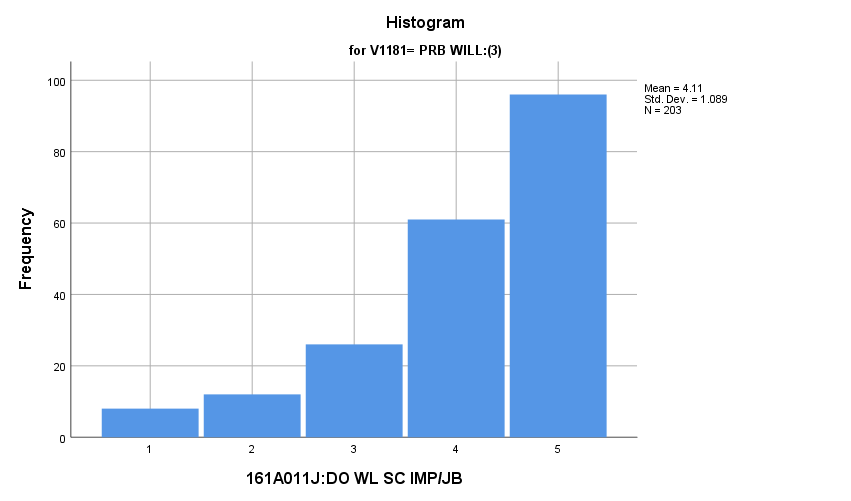 Histogram
for V1181= PRB WILL:(3)
Mean = 4.11
Std. Dev. = 1.089
N = 203
100
80
60
40
20
0
Frequency
1 2 3 4 5
161A011J:DO WL SC IMP/JB